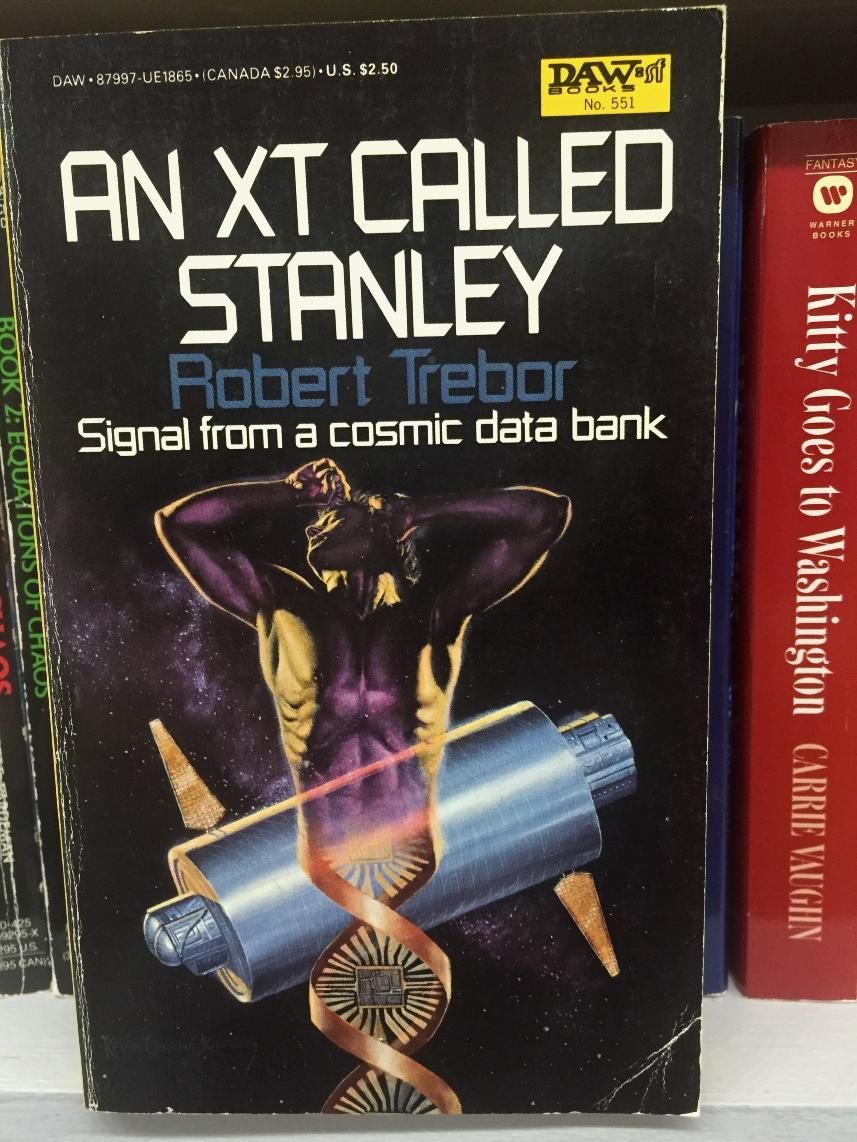 DAW • 87997-UE1865 • (CANADA $2.95) • U.S. $2.50
DAW sf
BOOKS
No. 551
AN XT CALLED
STANLEY
Robert Trebor
Signal from a cosmic data bank
BOOK 2: EQUATIONS OF CHAOS
FANTASY
WARNER
BOOKS
Kitty Goes to Washington CARRIE VAUGHN